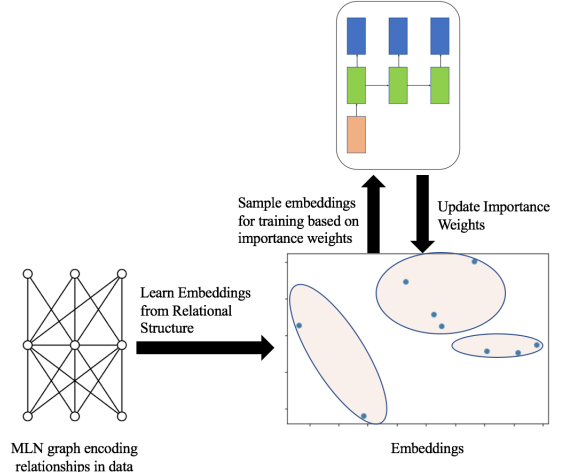 Sample embeddings
for training based on
importance weights
Update Importance
Weights
Learn Embeddings
from Relational
Structure
MLN graph encoding
relationships in data
Embeddings